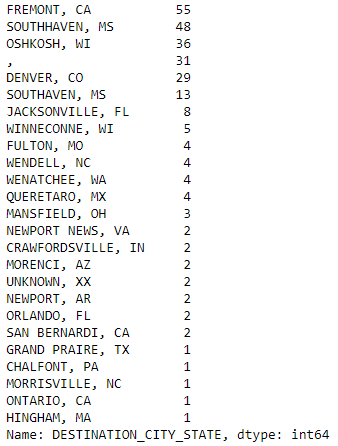 FREMONT, CA 55
SOUTHHAVEN, MS 48
OSHKOSH, WI 36
, 31
DENVER, CO 29
SOUTHAVEN, MS 13
JACKSONVILLE, FL 8
WINNECONNE, WI 5
FULTON, MO 4
WENDELL, NC 4
WENATCHEE, WA 4
QUERETARO, MX 4
MANSFIELD, OH 3
NEWPORT NEWS, VA 2
CRAWFORDSVILLE, IN 2
MORENCI, AZ 2
UNKNOWN, XX 2
NEWPORT, AR 2
ORLANDO, FL 2
SAN BERNARDI, CA 2
GRAND PRAIRE, TX 1
CHALFONT, PA 1
MORRISVILLE, NC 1
ONTARIO, CA 1
HINGHAM, MA 1
Name: DESTINATION_CITY_STATE, dtype: int64